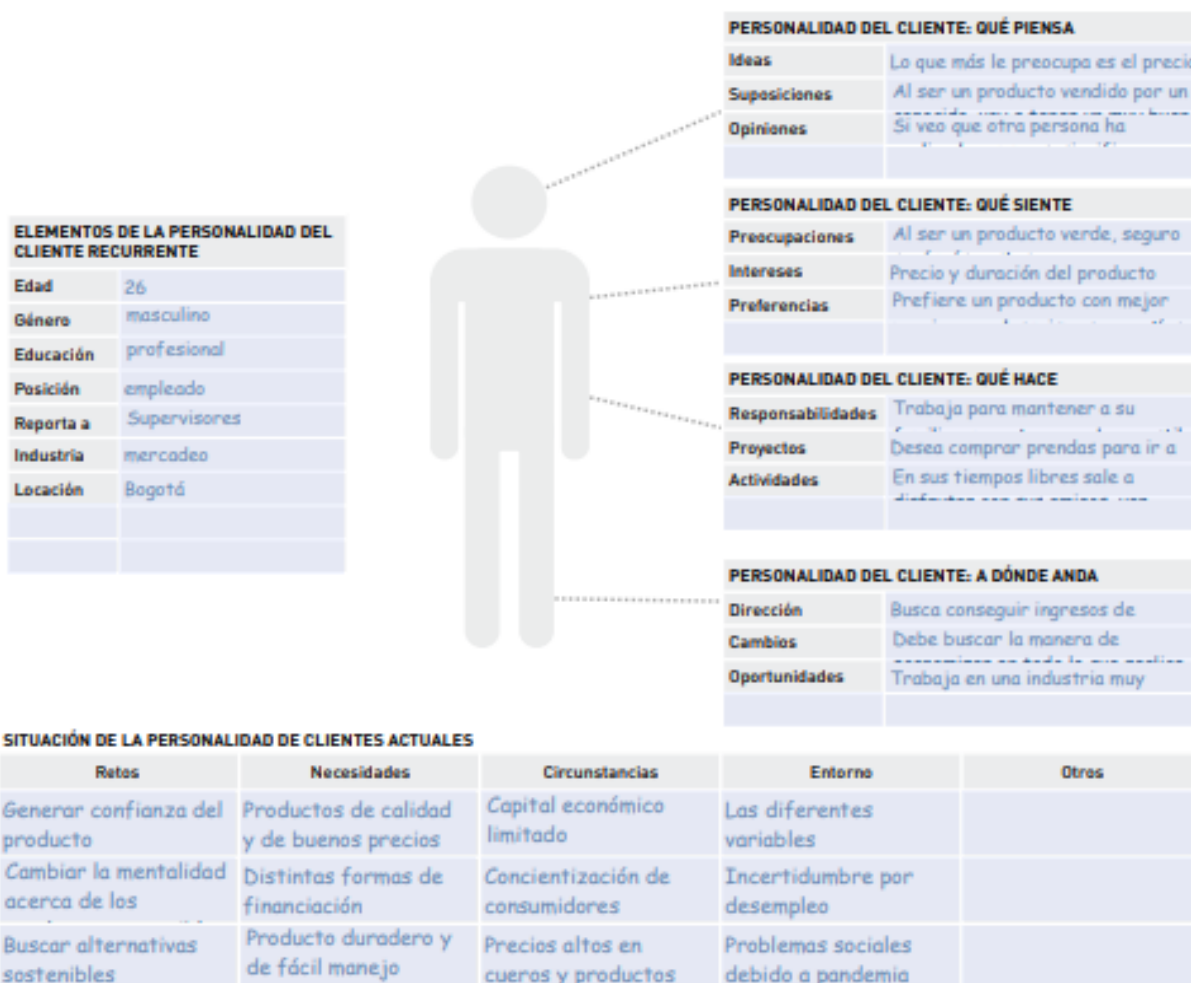 PERSONALIDAD DEL CLIENTE: QUÉ PIENSA
Ideas Lo que más le preocupa es el precio
Suposiciones Al ser un producto vendido por un
Opiniones Si veo que otra persona ha
ELEMENTOS DE LA PERSONALIDAD DEL
CLIENTE RECURRENTE
Edad 26
Género masculino
Educación profesional
Posición empleado
Reporta a Supervisores
Industria mercadeo
Locación Bogotá
PERSONALIDAD DEL CLIENTE: QUÉ SIENTE
Preocupaciones Al ser un producto verde, seguro
Intereses Precio y duración del producto
Preferencias Prefiere un producto con mejor
PERSONALIDAD DEL CLIENTE: QUÉ HACE
Responsabilidades Trabaja para mantener a su
Proyectos Desea comprar prendas para ir a
Actividades En sus tiempos libres sale a
PERSONALIDAD DEL CLIENTE: A DÓNDE ANDA
Dirección Busca conseguir ingresos de
Cambios Debe buscar la manera de
Oportunidades Trabaja en una industria muy
SITUACIÓN DE LA PERSONALIDAD DE CLIENTES ACTUALES
Retos Necesidades Circunstancias Entorno Otros
Generar confianza del
producto
Productos de calidad
y de buenos precios
Capital económico
limitado
Las diferentes
variables
Cambiar la mentalidad
acerca de los
Distintas formas de
financiación
Concientización de
consumidores
Incertidumbre por
desempleo
Buscar alternativas
sostenibles
Producto duradero y
de fácil manejo
Precios altos en
cueros y productos
Problemas sociales
debido a pandemia